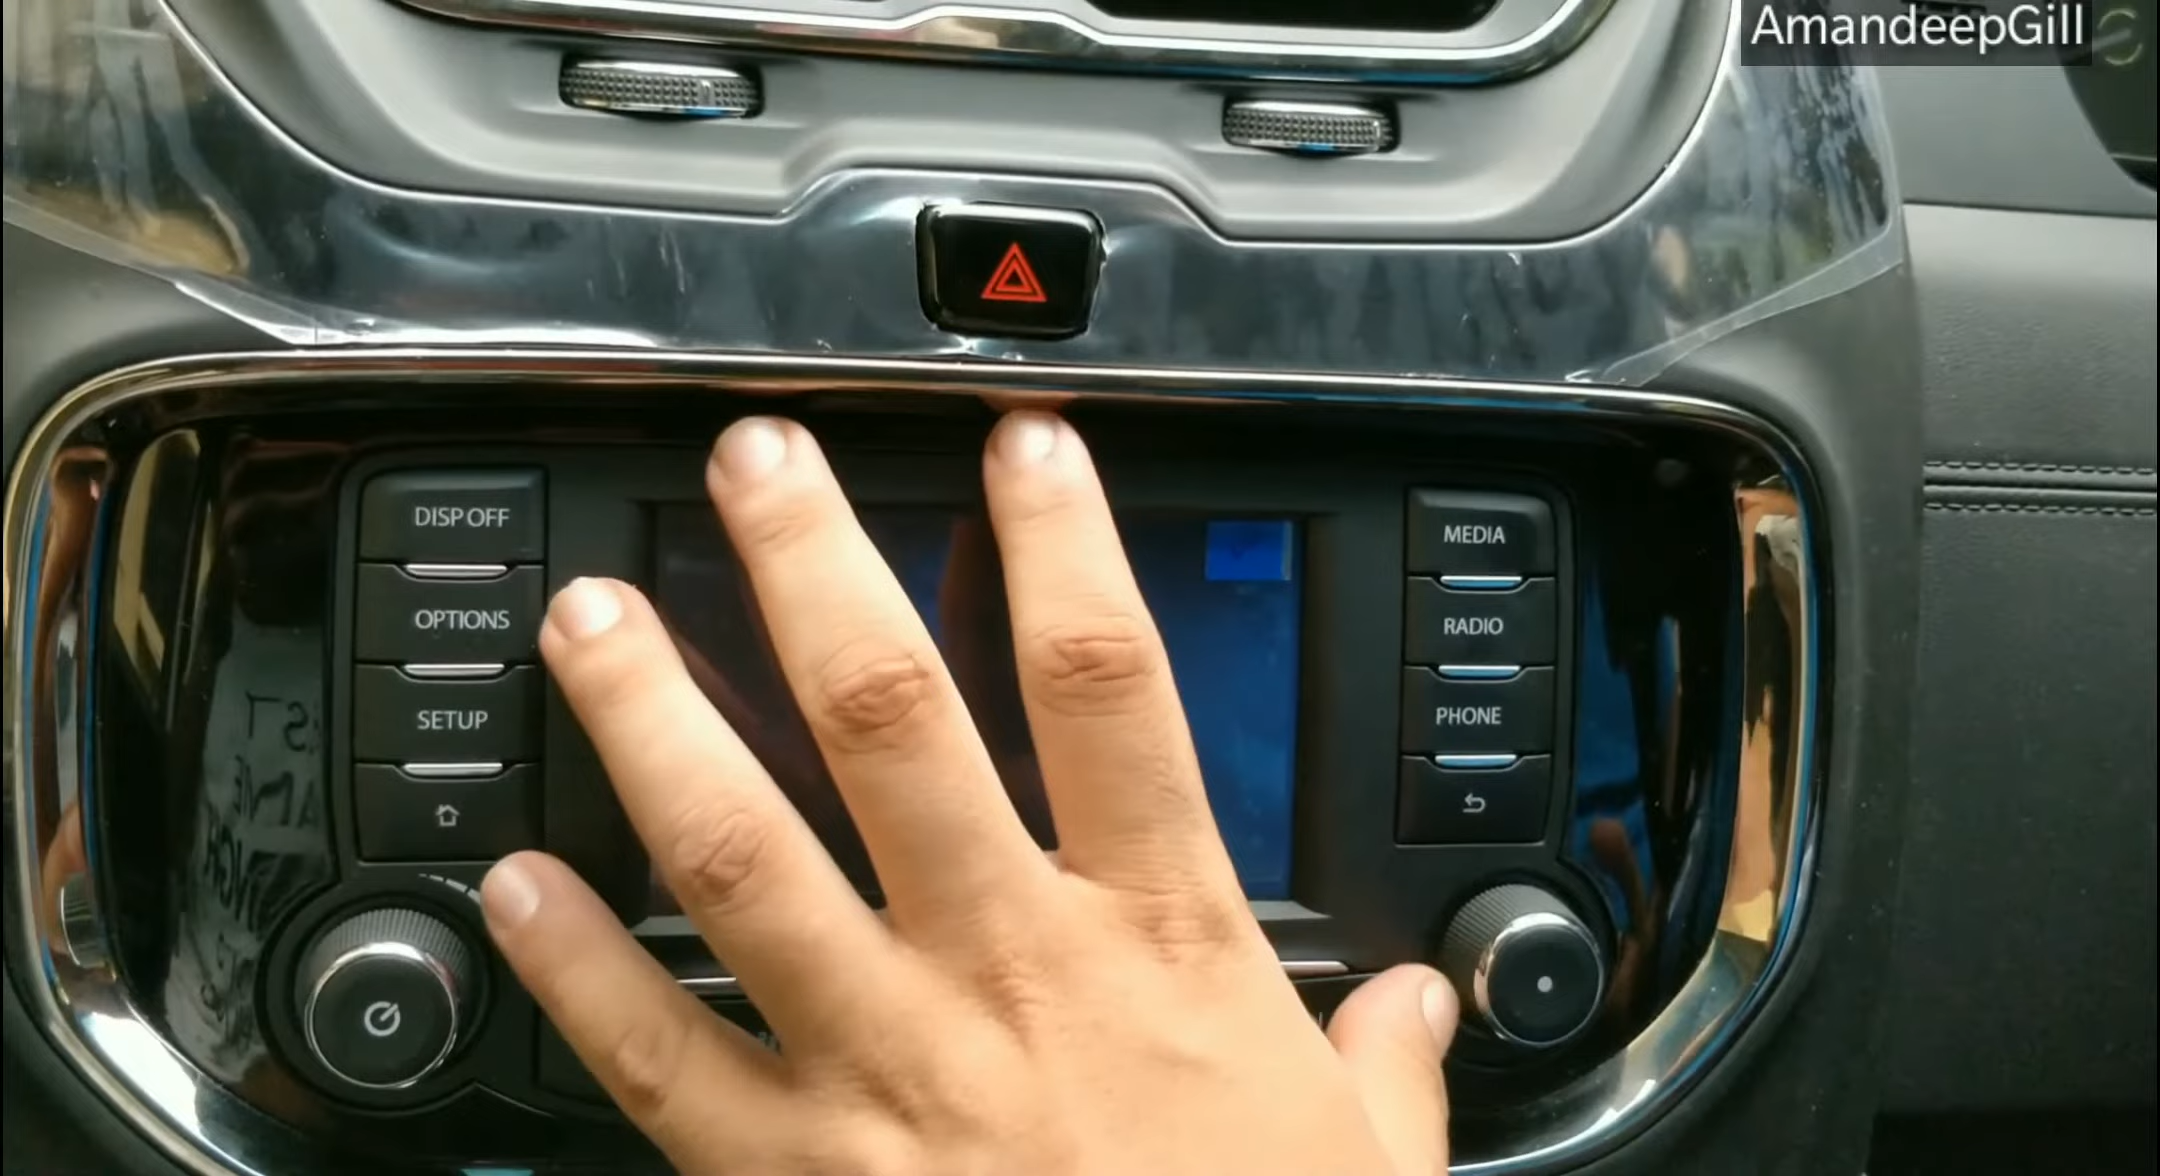 AmandeepGill
DISP OFF
OPTIONS
SETUP
MEDIA
RADIO
PHONE